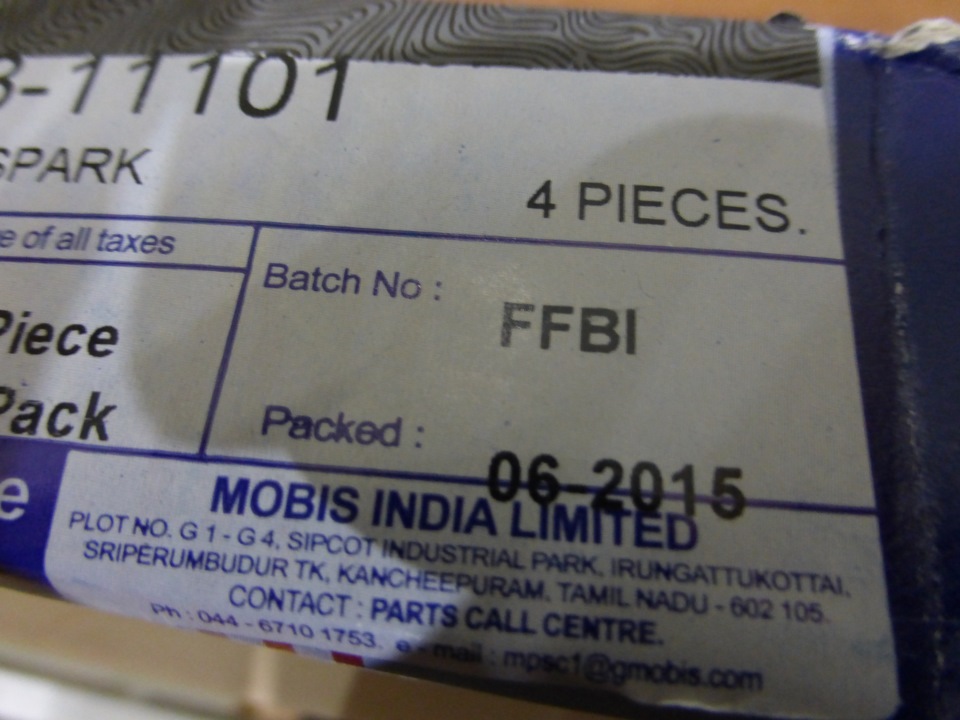 -11101
SPARK
4 PIECES.
e of all taxes
Batch No :
FFBI
Piece
Pack
Packed :
06-2015
e
MOBIS INDIA LIMITED
PLOT NO. G 1 - G 4, SIPCOT INDUSTRIAL PARK, IRUNGATTUKOTTAI,
SRIPERUMBUDUR TK, KANCHEEPURAM, TAMIL NADU - 602 105.
CONTACT : PARTS CALL CENTRE.
Ph : 044 - 6710 1753. e - mail : mpsc1@gmobis.com